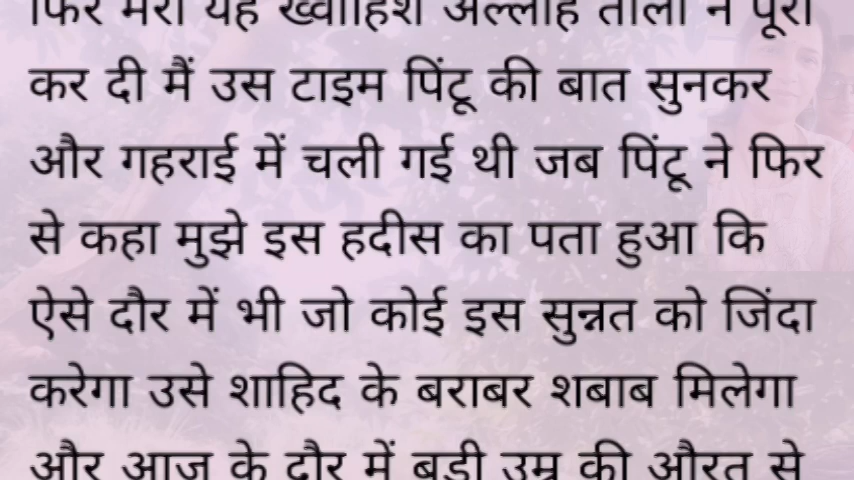 फिर मेरी यह ख्वाहिश अल्लाह ताला ने पूरी
कर दी मैं उस टाइम पिंटू की बात सुनकर
और गहराई में चली गई थी जब पिंटू ने फिर
से कहा मुझे इस हदीस का पता हुआ कि
ऐसे दौर में भी जो कोई इस सुन्नत को जिंदा
करेगा उसे शाहिद के बराबर शबाब मिलेगा
और आज के दौर में बड़ी उम्र की औरत से